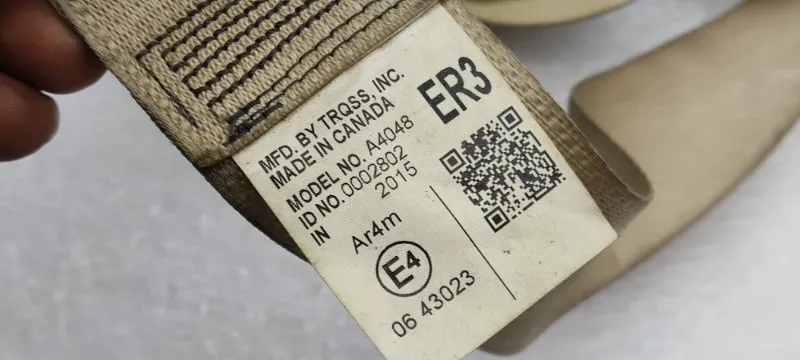 MFD. BY TRQSS, INC.
MADE IN CANADA
ER3
MODEL NO. A4048
ID NO. 0002802
IN 2015
Ar4m
E4
06 43023